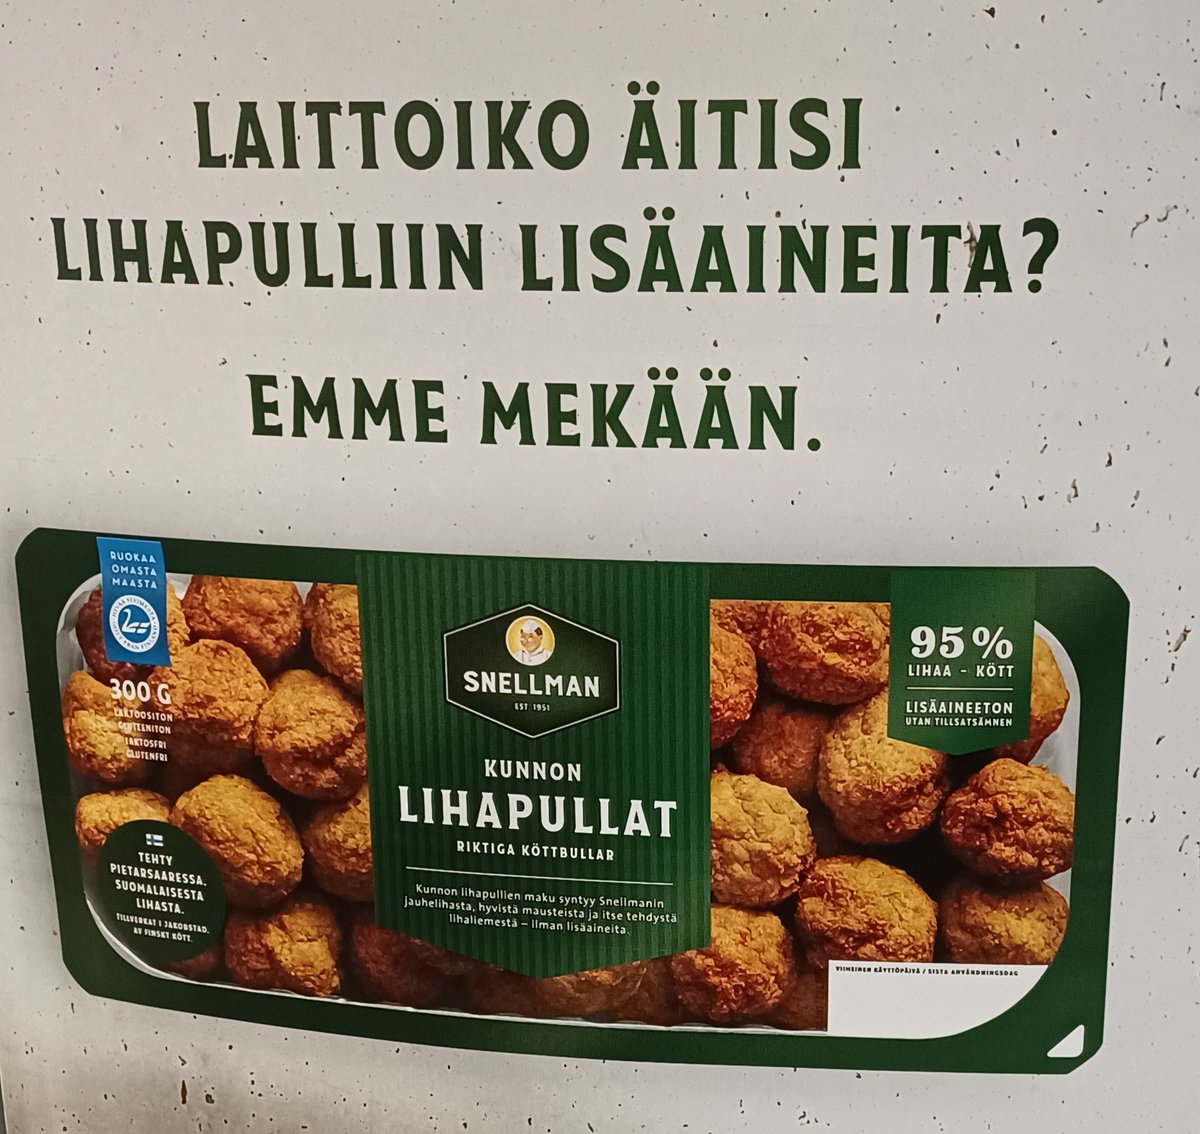 LAITTOIKO ÄITISI
LIHAPULLIIN LISÄAINEITA?
EMME MEKÄÄN.
RUOKAA
OMASTA
MAASTA
HYVÄÄ SUOMESTA
300 G
LAKTOOSITON
GLUTEENITON
LAKTOSFRI
GLUTENFRI
TEHTY
PIETARSAARESSA.
SUOMALAISESTA
LIHASTA.
TILLVERKAT I JAKOBSTAD.
AV FINSKT KÖTT.
SNELLMAN
EST. 1951
KUNNON
LIHAPULLAT
RIKTIGA KÖTTBULLAR
Kunnon lihapullien maku syntyy Snellmanin
jauhelihasta, hyvistä mausteista ja itse tehdystä
lihaliemestä – ilman lisäaineita.
95 %
LIHAA - KÖTT
LISÄAINEETON
UTAN TILLSATSÄMNEN
VIIMEINEN KÄYTTÖPÄIVÄ / SISTA ANVÄNDNINGSDAG